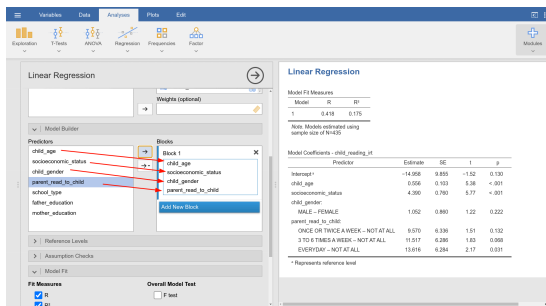 Variables Data Analyses Plots Edit
Exploration T-Tests ANOVA Regression Frequencies Factor Modules
Linear Regression
Weights (optional)
Model Builder
Predictors
child_age
socioeconomic_status
child_gender
parent_read_to_child
school_type
father_education
mother_education
Blocks
Block 1
child_age
socioeconomic_status
child_gender
parent_read_to_child
Add New Block
Reference Levels
Assumption Checks
Model Fit
Fit Measures
R
R²
Overall Model Test
F test
Linear Regression
Model Fit Measures
Model R R²
1 0.418 0.175
Note. Models estimated using
sample size of N=435
Model Coefficients - child_reading_irt
Predictor Estimate SE t p
Intercept ᵃ −14.958 9.855 −1.52 0.130
child_age 0.556 0.103 5.38 < .001
socioeconomic_status 4.390 0.760 5.77 < .001
child_gender:
MALE – FEMALE 1.052 0.860 1.22 0.222
parent_read_to_child:
ONCE OR TWICE A WEEK – NOT AT ALL 9.570 6.336 1.51 0.132
3 TO 6 TIMES A WEEK – NOT AT ALL 11.517 6.286 1.83 0.068
EVERYDAY – NOT AT ALL 13.616 6.284 2.17 0.031
ᵃ Represents reference level